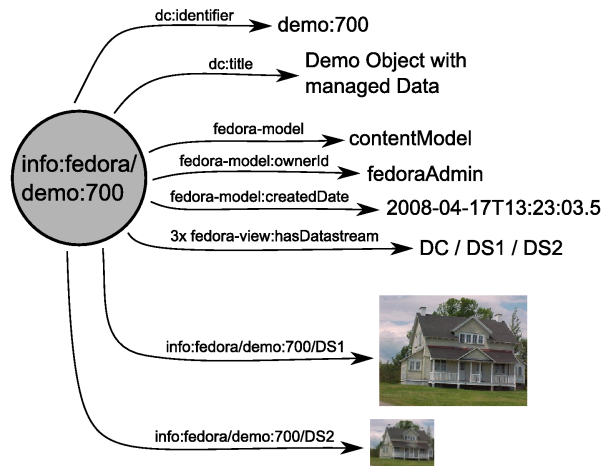 dc:identifier
demo:700
dc:title
Demo Object with
managed Data
fedora-model
contentModel
info:fedora/
demo:700
fedora-model:ownerId
fedoraAdmin
fedora-model:createdDate
2008-04-17T13:23:03.5
3x fedora-view:hasDatastream
DC / DS1 / DS2
info:fedora/demo:700/DS1
info:fedora/demo:700/DS2